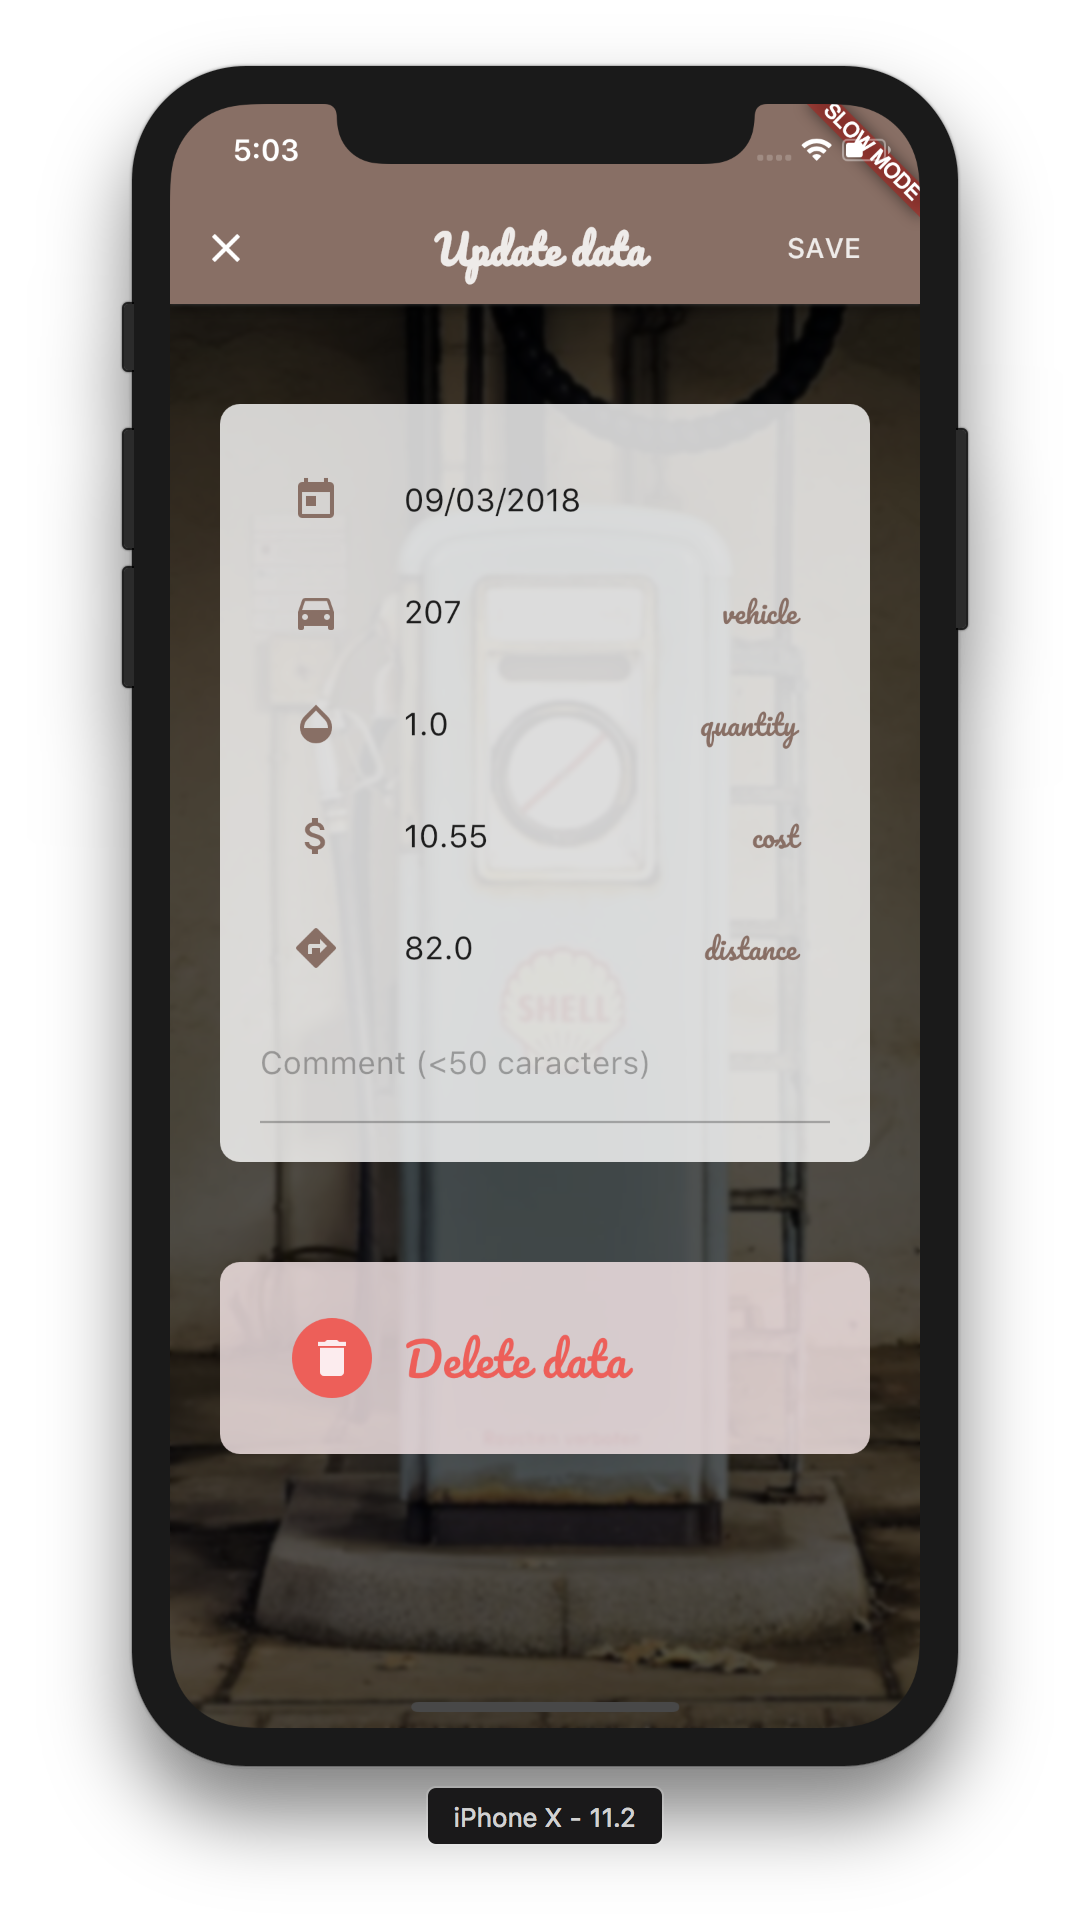 5:03
SLOW MODE
Update data
SAVE
09/03/2018
207 vehicle
1.0 quantity
$ 10.55 cost
82.0 distance
SHELL
Comment (<50 caracters)
Delete data
iPhone X - 11.2